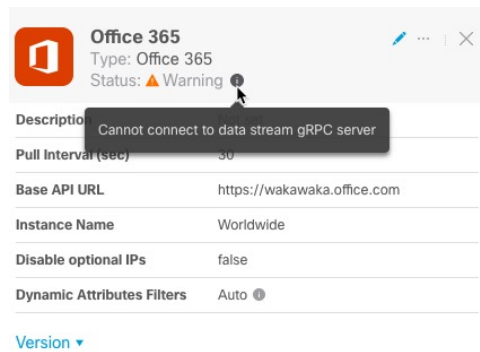 Office 365
Type: Office 365
Status: Warning
Cannot connect to data stream gRPC server
Description
Pull Interval (sec) 30
Base API URL https://wakawaka.office.com
Instance Name Worldwide
Disable optional IPs false
Dynamic Attributes Filters Auto
Version